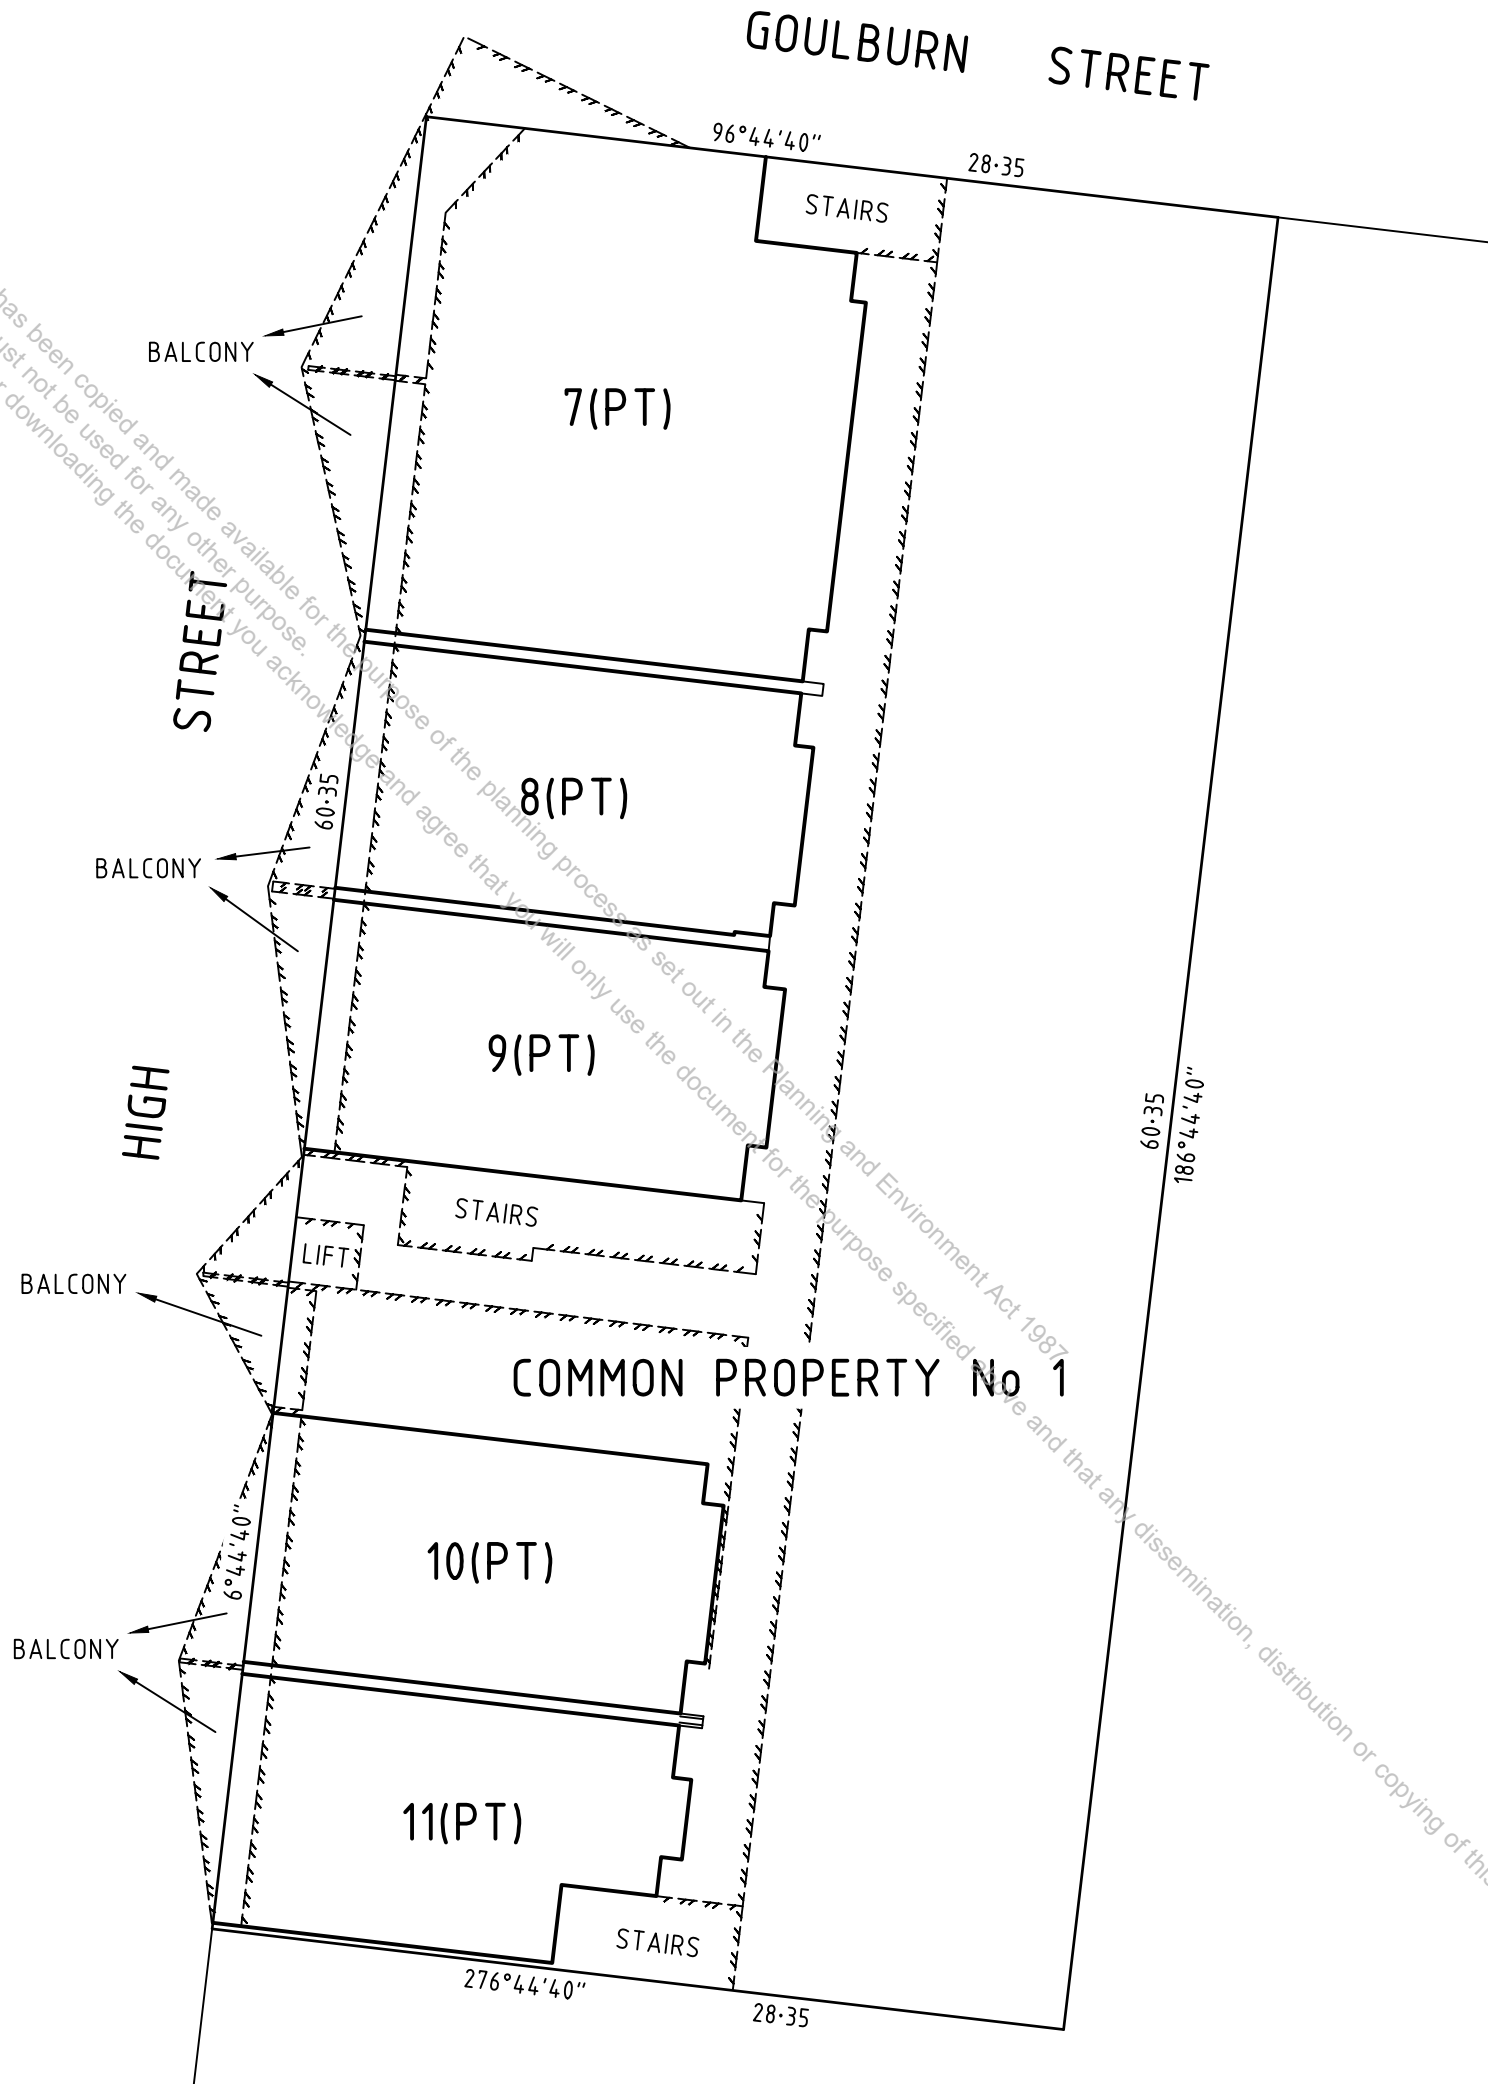 GOULBURN STREET
96°44'40"
28·35
STAIRS
BALCONY
7(PT)
STREET
8(PT)
60·35
BALCONY
9(PT)
HIGH
60·35
186°44'40"
STAIRS
LIFT
BALCONY
COMMON PROPERTY No 1
6°44'40"
10(PT)
BALCONY
11(PT)
STAIRS
276°44'40"
28·35
has been copied and made available for the purpose of the planning process as set out in the Planning and Environment Act 1987.
ust not be used for any other purpose.
downloading the document you acknowledge and agree that you will only use the document for the purpose specified above and that any dissemination, distribution or copying of this